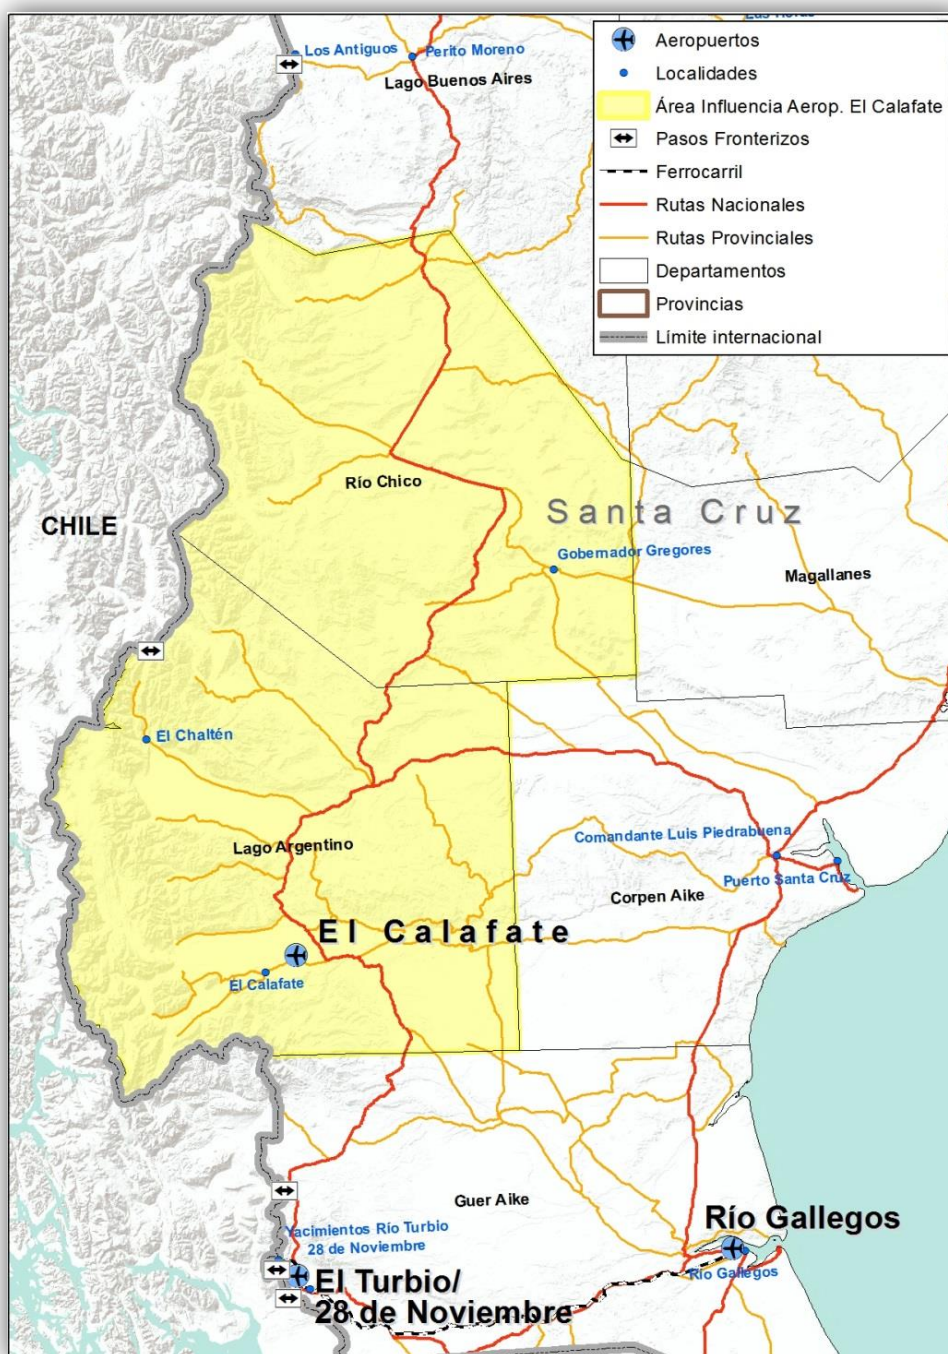 Las Heras
Los Antiguos
Perito Moreno
Lago Buenos Aires
Aeropuertos
Localidades
Área Influencia Aerop. El Calafate
Pasos Fronterizos
Ferrocarril
Rutas Nacionales
Rutas Provinciales
Departamentos
Provincias
Límite internacional
Río Chico
Santa Cruz
CHILE
Gobernador Gregores
Magallanes
El Chaltén
Comandante Luis Piedrabuena
Lago Argentino
Puerto Santa Cruz
Corpen Aike
El Calafate
El Calafate
Guer Aike
Río Gallegos
Yacimientos Río Turbio
28 de Noviembre
Río Gallegos
El Turbio/
28 de Noviembre